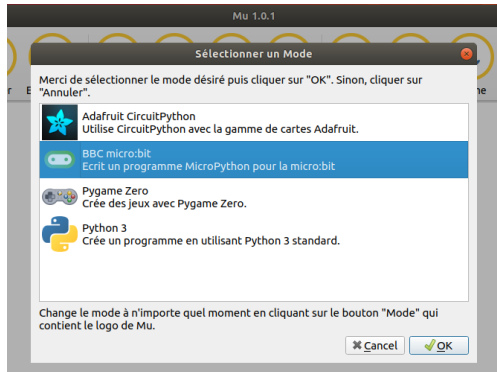 Mu 1.0.1
Sélectionner un Mode
Merci de sélectionner le mode désiré puis cliquer sur "OK". Sinon, cliquer sur
"Annuler".
Adafruit CircuitPython
Utilise CircuitPython avec la gamme de cartes Adafruit.
BBC micro:bit
Ecrit un programme MicroPython pour la micro:bit
Pygame Zero
Crée des jeux avec Pygame Zero.
Python 3
Crée un programme en utilisant Python 3 standard.
Change le mode à n'importe quel moment en cliquant sur le bouton "Mode" qui
contient le logo de Mu.
Cancel
OK